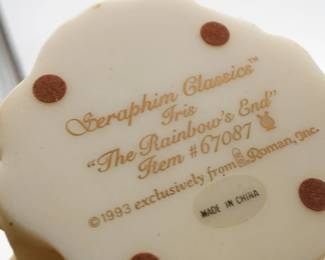 Seraphim Classics™
Iris
"The Rainbow's End"
Item #67087
©1993 exclusively from Roman, Inc.
MADE IN CHINA